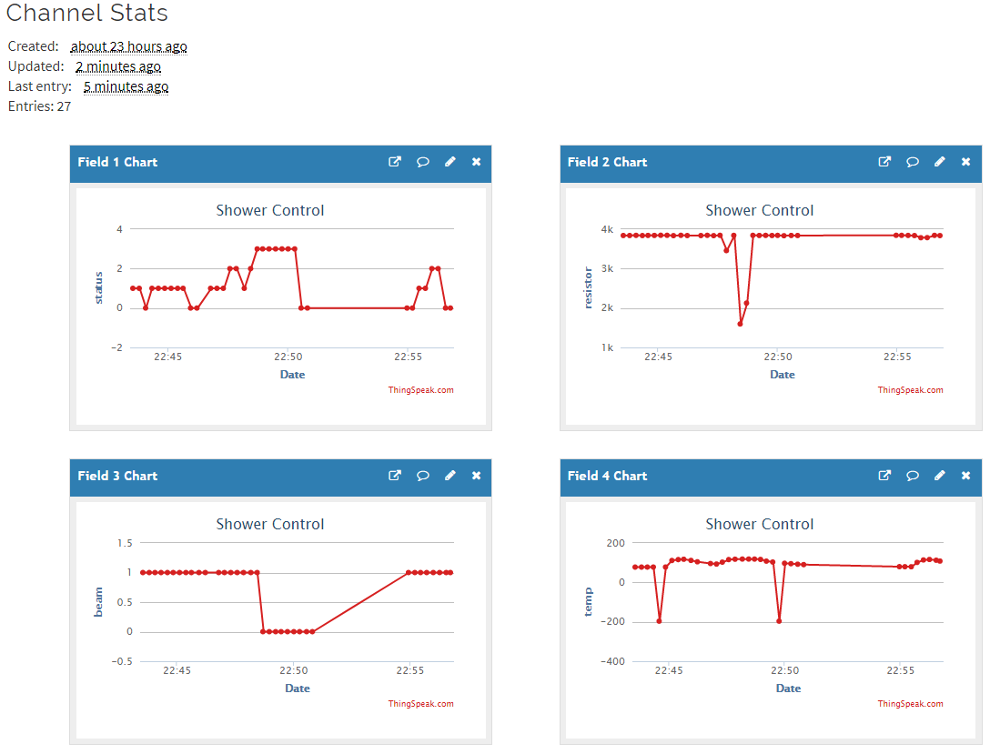 Channel Stats
Created: about 23 hours ago
Updated: 2 minutes ago
Last entry: 5 minutes ago
Entries: 27
Field 1 Chart
Shower Control
status
4
2
0
−2
22:45 22:50 22:55
Date
ThingSpeak.com
Field 2 Chart
Shower Control
resistor
4k
3k
2k
1k
22:45 22:50 22:55
Date
ThingSpeak.com
Field 3 Chart
Shower Control
beam
1.5
1
0.5
0
−0.5
22:45 22:50 22:55
Date
ThingSpeak.com
Field 4 Chart
Shower Control
temp
200
0
−200
−400
22:45 22:50 22:55
Date
ThingSpeak.com